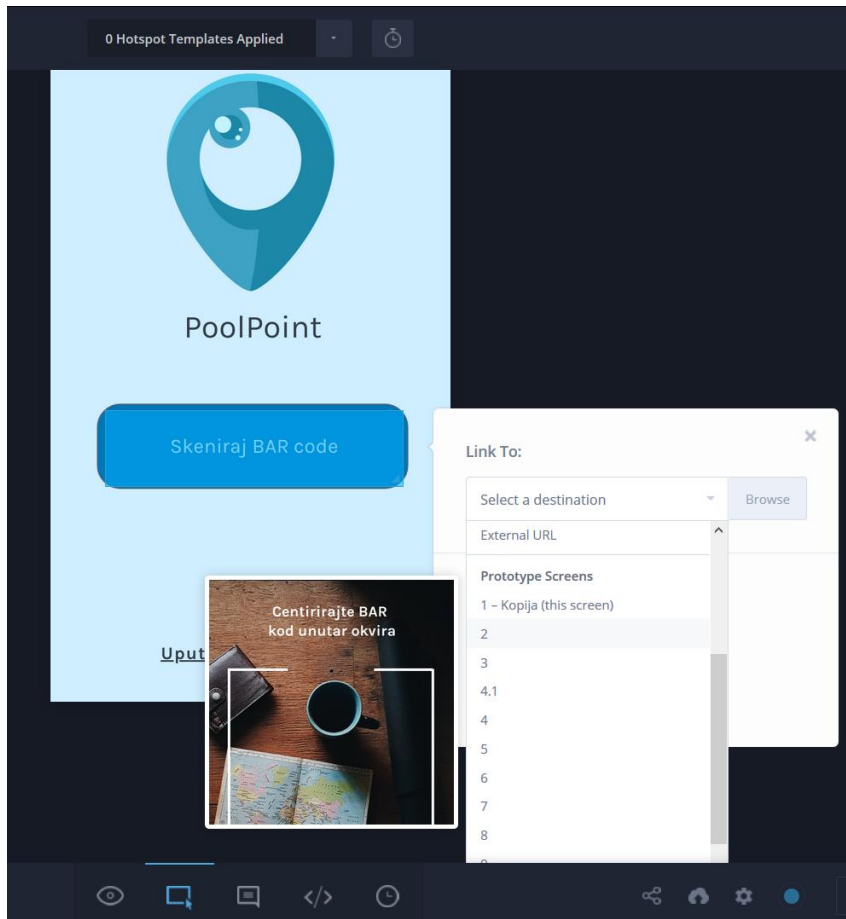 0 Hotspot Templates Applied
PoolPoint
Skeniraj BAR code
Link To:
Select a destination
Browse
External URL
Prototype Screens
1 – Kopija (this screen)
2
3
4.1
4
5
6
7
8
Centirirajte BAR
kod unutar okvira